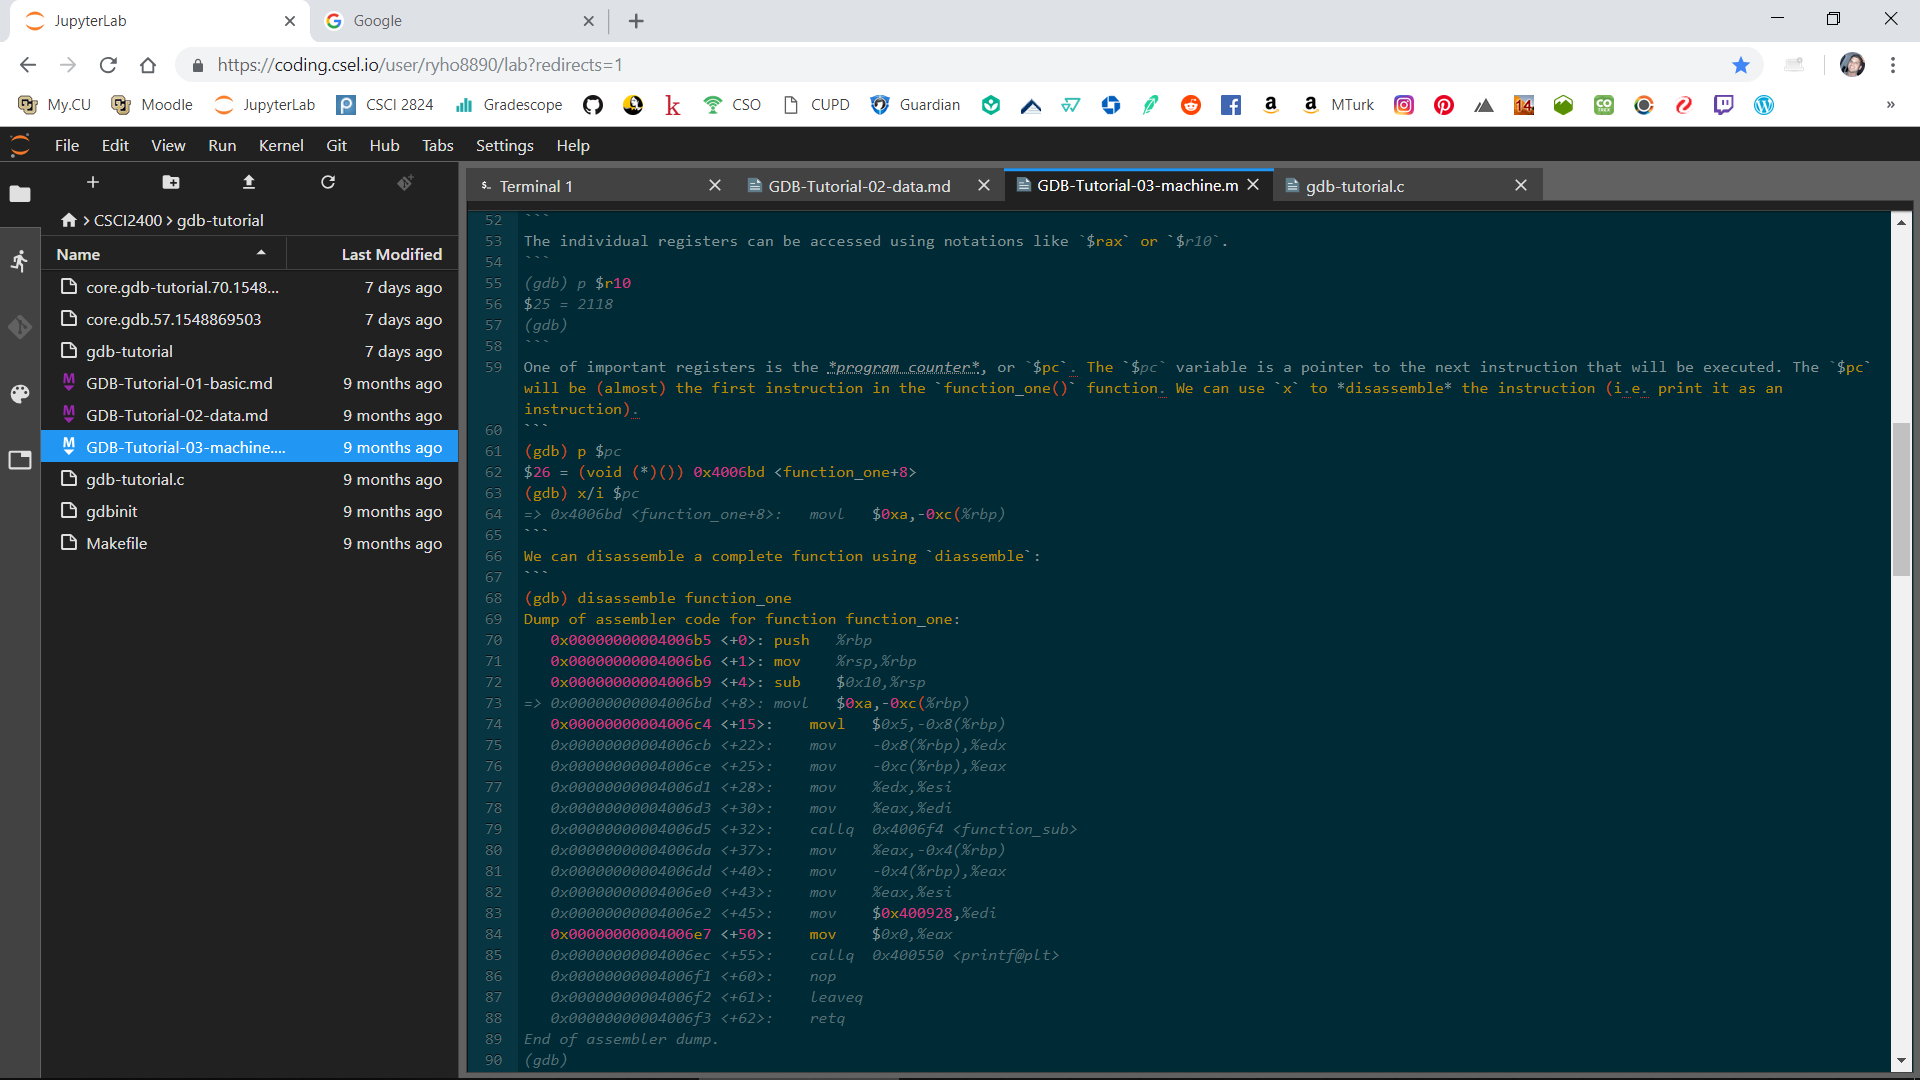 JupyterLab
Google
https://coding.csel.io/user/ryho8890/lab?redirects=1
My.CU Moodle JupyterLab CSCI 2824 Gradescope CSO CUPD Guardian MTurk
File Edit View Run Kernel Git Hub Tabs Settings Help
CSCI2400 > gdb-tutorial
Name Last Modified
core.gdb-tutorial.70.1548... 7 days ago
core.gdb.57.1548869503 7 days ago
gdb-tutorial 7 days ago
GDB-Tutorial-01-basic.md 9 months ago
GDB-Tutorial-02-data.md 9 months ago
GDB-Tutorial-03-machine.... 9 months ago
gdb-tutorial.c 9 months ago
gdbinit 9 months ago
Makefile 9 months ago
Terminal 1 GDB-Tutorial-02-data.md GDB-Tutorial-03-machine.m gdb-tutorial.c
52 ```
53 The individual registers can be accessed using notations like `$rax` or `$r10`.
54 ```
55 (gdb) p $r10
56 $25 = 2118
57 (gdb)
58 ```
59 One of important registers is the *program counter*, or `$pc`. The `$pc` variable is a pointer to the next instruction that will be executed. The `$pc`
will be (almost) the first instruction in the `function_one()` function. We can use `x` to *disassemble* the instruction (i.e. print it as an
instruction).
60 ```
61 (gdb) p $pc
62 $26 = (void (*)()) 0x4006bd <function_one+8>
63 (gdb) x/i $pc
64 => 0x4006bd <function_one+8>: movl $0xa,-0xc(%rbp)
65 ```
66 We can disassemble a complete function using `diassemble`:
67 ```
68 (gdb) disassemble function_one
69 Dump of assembler code for function function_one:
70 0x00000000004006b5 <+0>: push %rbp
71 0x00000000004006b6 <+1>: mov %rsp,%rbp
72 0x00000000004006b9 <+4>: sub $0x10,%rsp
73 => 0x00000000004006bd <+8>: movl $0xa,-0xc(%rbp)
74 0x00000000004006c4 <+15>: movl $0x5,-0x8(%rbp)
75 0x00000000004006cb <+22>: mov -0x8(%rbp),%edx
76 0x00000000004006ce <+25>: mov -0xc(%rbp),%eax
77 0x00000000004006d1 <+28>: mov %edx,%esi
78 0x00000000004006d3 <+30>: mov %eax,%edi
79 0x00000000004006d5 <+32>: callq 0x4006f4 <function_sub>
80 0x00000000004006da <+37>: mov %eax,-0x4(%rbp)
81 0x00000000004006dd <+40>: mov -0x4(%rbp),%eax
82 0x00000000004006e0 <+43>: mov %eax,%esi
83 0x00000000004006e2 <+45>: mov $0x400928,%edi
84 0x00000000004006e7 <+50>: mov $0x0,%eax
85 0x00000000004006ec <+55>: callq 0x400550 <printf@plt>
86 0x00000000004006f1 <+60>: nop
87 0x00000000004006f2 <+61>: leaveq
88 0x00000000004006f3 <+62>: retq
89 End of assembler dump.
90 (gdb)